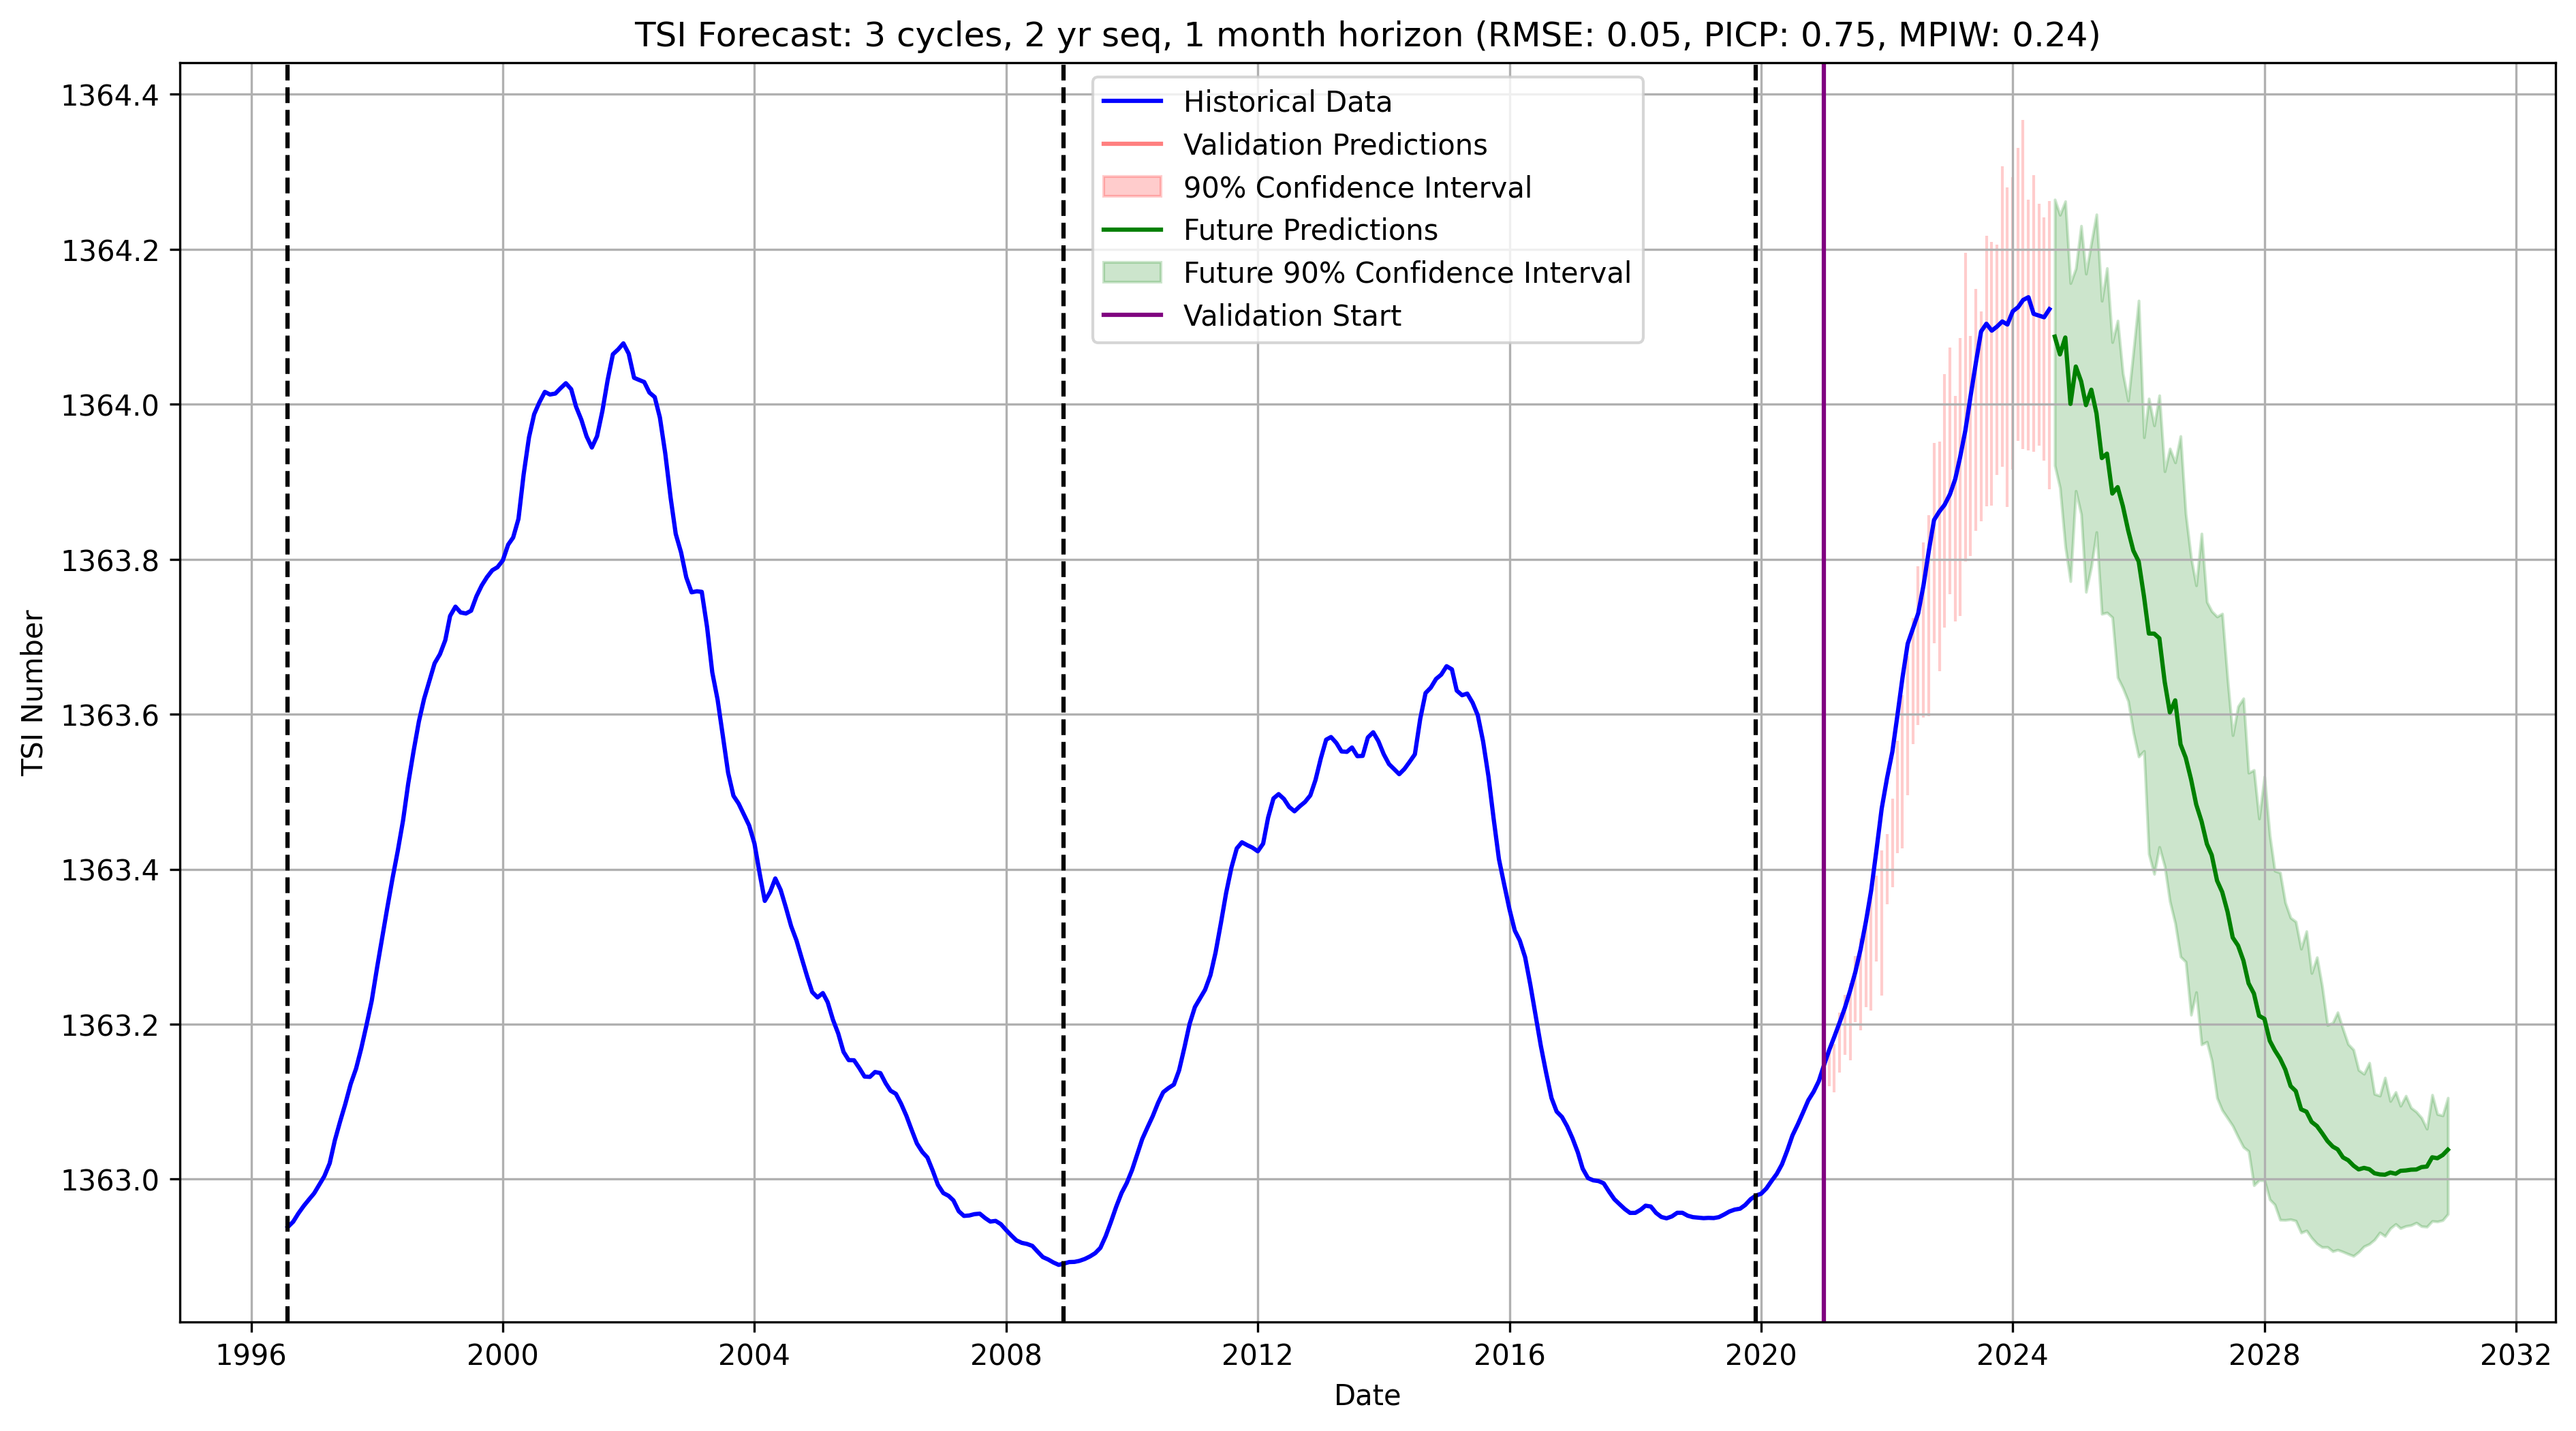 TSI Forecast: 3 cycles, 2 yr seq, 1 month horizon (RMSE: 0.05, PICP: 0.75, MPIW: 0.24)
Historical Data
Validation Predictions
90% Confidence Interval
Future Predictions
Future 90% Confidence Interval
Validation Start
TSI Number
1364.4
1364.2
1364.0
1363.8
1363.6
1363.4
1363.2
1363.0
1996 2000 2004 2008 2012 2016 2020 2024 2028 2032
Date